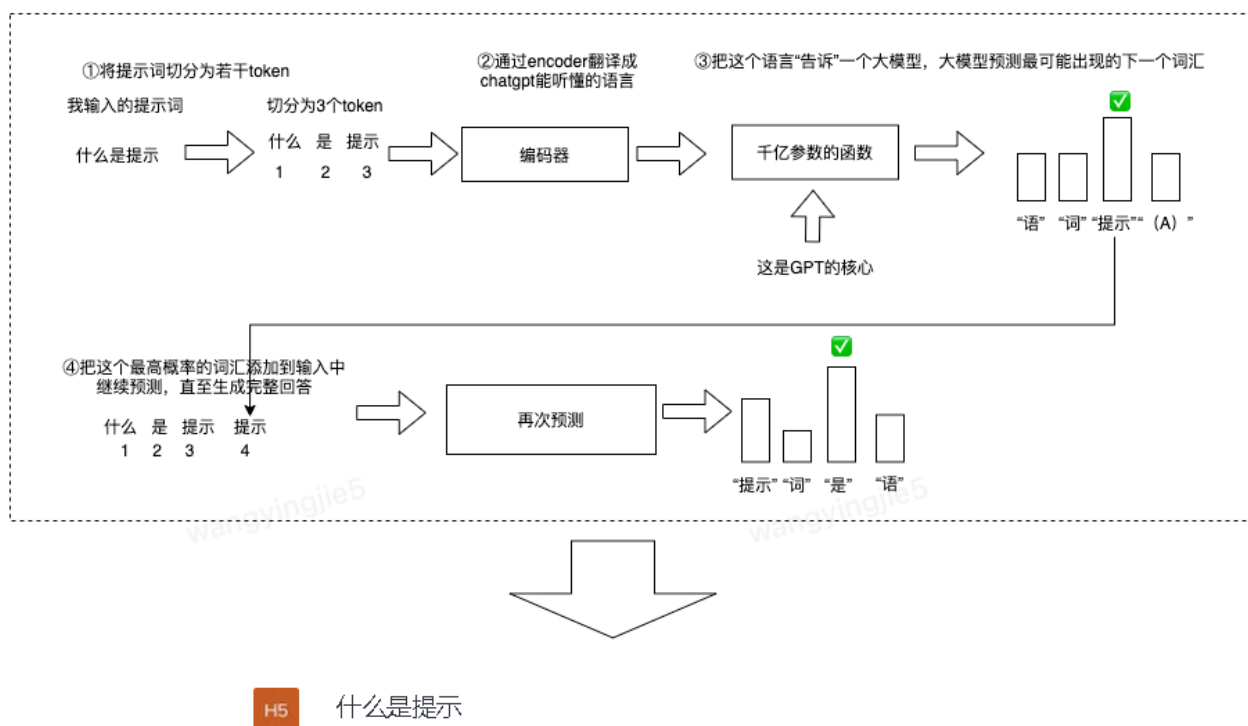 ①将提示词切分为若干token
②通过encoder翻译成
chatgpt能听懂的语言
③把这个语言“告诉”一个大模型，大模型预测最可能出现的下一个词汇
我输入的提示词
切分为3个token
什么是提示
什么 是 提示
1 2 3
编码器
千亿参数的函数
“语” “词” “提示” “（A）”
这是GPT的核心
④把这个最高概率的词汇添加到输入中
继续预测，直至生成完整回答
什么 是 提示 提示
1 2 3 4
再次预测
“提示” “词” “是” “语”
wangyingjie5
wangyingjie5
H5 什么是提示